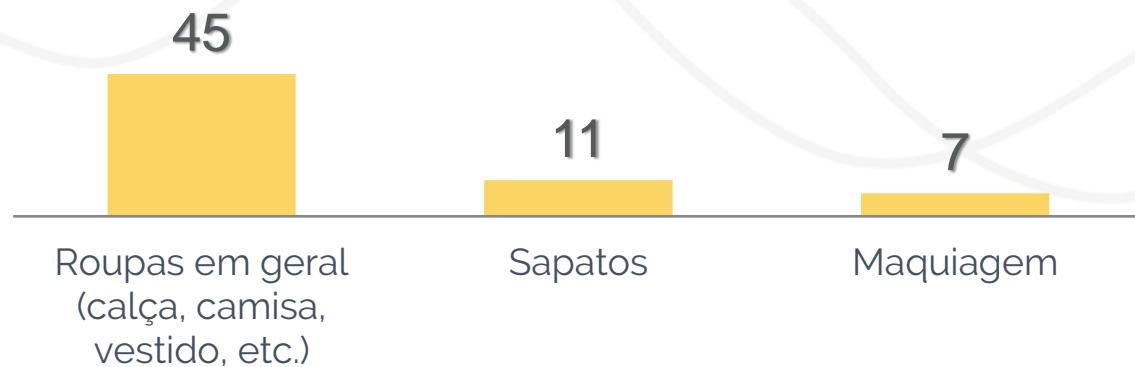 45
11
7
Roupas em geral
(calça, camisa,
vestido, etc.)
Sapatos
Maquiagem